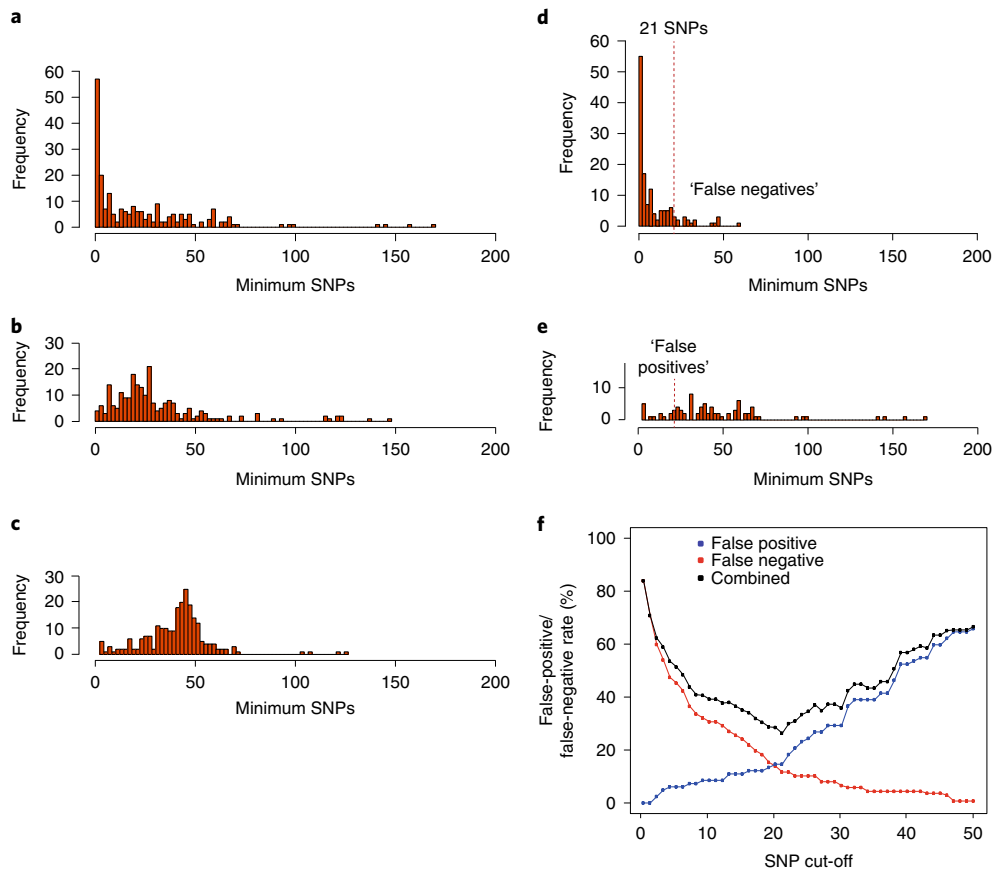 a
60
50
40
30
20
10
0
Frequency
0 50 100 150 200
Minimum SNPs
b
30
20
10
0
Frequency
0 50 100 150 200
Minimum SNPs
c
30
20
10
0
Frequency
0 50 100 150 200
Minimum SNPs
d
21 SNPs
60
50
40
30
20
10
0
Frequency
‘False negatives’
0 50 100 150 200
Minimum SNPs
e
‘False
positives’
10
0
Frequency
0 50 100 150 200
Minimum SNPs
f
100
80
60
40
20
0
False-positive/
false-negative rate (%)
False positive
False negative
Combined
0 10 20 30 40 50
SNP cut-off